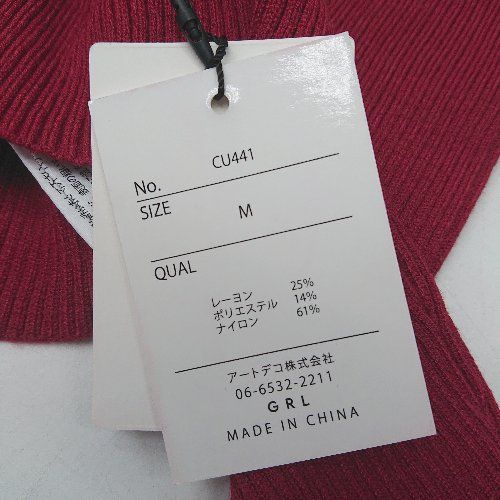 No. CU441
SIZE M
QUAL
レーヨン 25%
ポリエステル 14%
ナイロン 61%
アートデコ株式会社
06-6532-2211
GRL
MADE IN CHINA